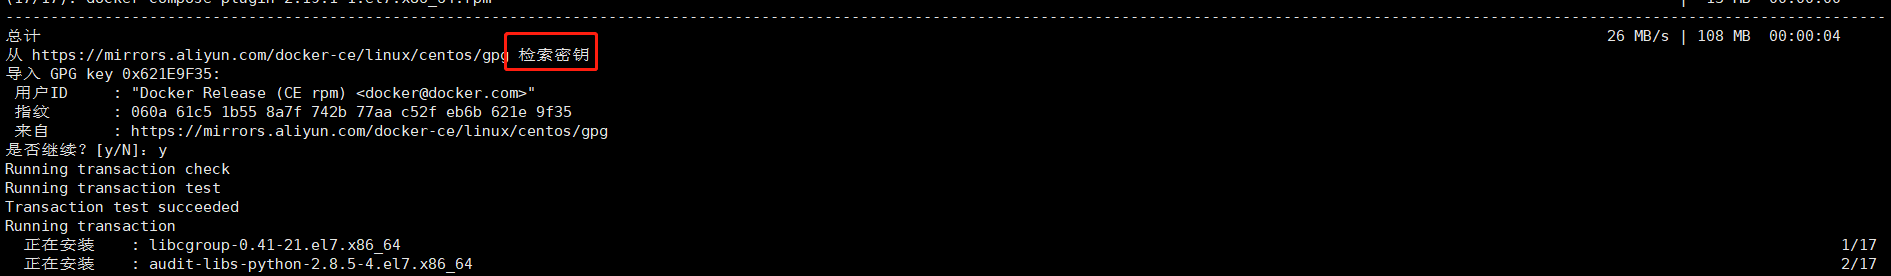 (17/17): docker-compose-plugin-2.19.1-1.el7.x86_64.rpm | 13 MB 00:00:00
总计 26 MB/s | 108 MB 00:00:04
从 https://mirrors.aliyun.com/docker-ce/linux/centos/gpg 检索密钥
导入 GPG key 0x621E9F35:
用户ID : "Docker Release (CE rpm) <docker@docker.com>"
指纹 : 060a 61c5 1b55 8a7f 742b 77aa c52f eb6b 621e 9f35
来自 : https://mirrors.aliyun.com/docker-ce/linux/centos/gpg
是否继续？[y/N]：y
Running transaction check
Running transaction test
Transaction test succeeded
Running transaction
正在安装 : libcgroup-0.41-21.el7.x86_64 1/17
正在安装 : audit-libs-python-2.8.5-4.el7.x86_64 2/17